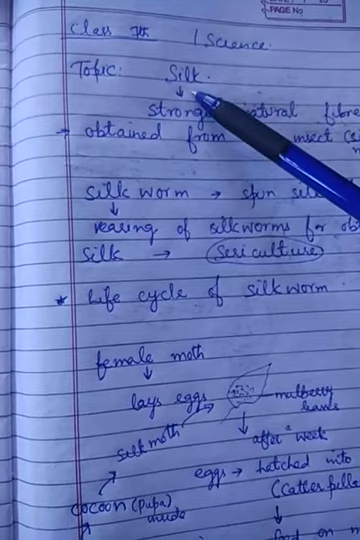 PAGE No
Class 7th | Science
Topic: Silk.
strong natural fibre
→ obtained from insect
silk worm → spin
rearing of silkworms for
silk → Sericulture
* Life cycle of silkworm
female moth
lays eggs mulberry
leaves
silk moth after a week
eggs → hatched into
cocoon (Pupa)
made